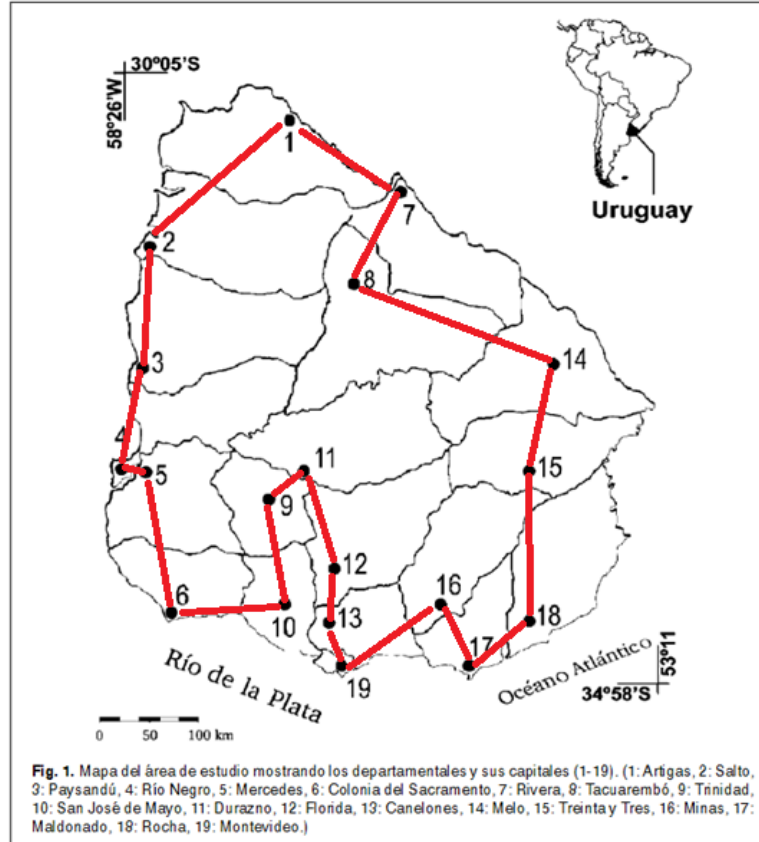 30º05'S
58º26'W
1
Uruguay
7
2
8
3
14
4
5
11
15
9
12
16
6
10
13
18
17
19
Río de la Plata
Océano Atlántico
53º11
34º58'S
0 50 100 km
Fig. 1. Mapa del área de estudio mostrando los departamentales y sus capitales (1-19). (1: Artigas, 2: Salto,
3: Paysandú, 4: Río Negro, 5: Mercedes, 6: Colonia del Sacramento, 7: Rivera, 8: Tacuarembó, 9: Trinidad,
10: San José de Mayo, 11: Durazno, 12: Florida, 13: Canelones, 14: Melo, 15: Treinta y Tres, 16: Minas, 17:
Maldonado, 18: Rocha, 19: Montevideo.)